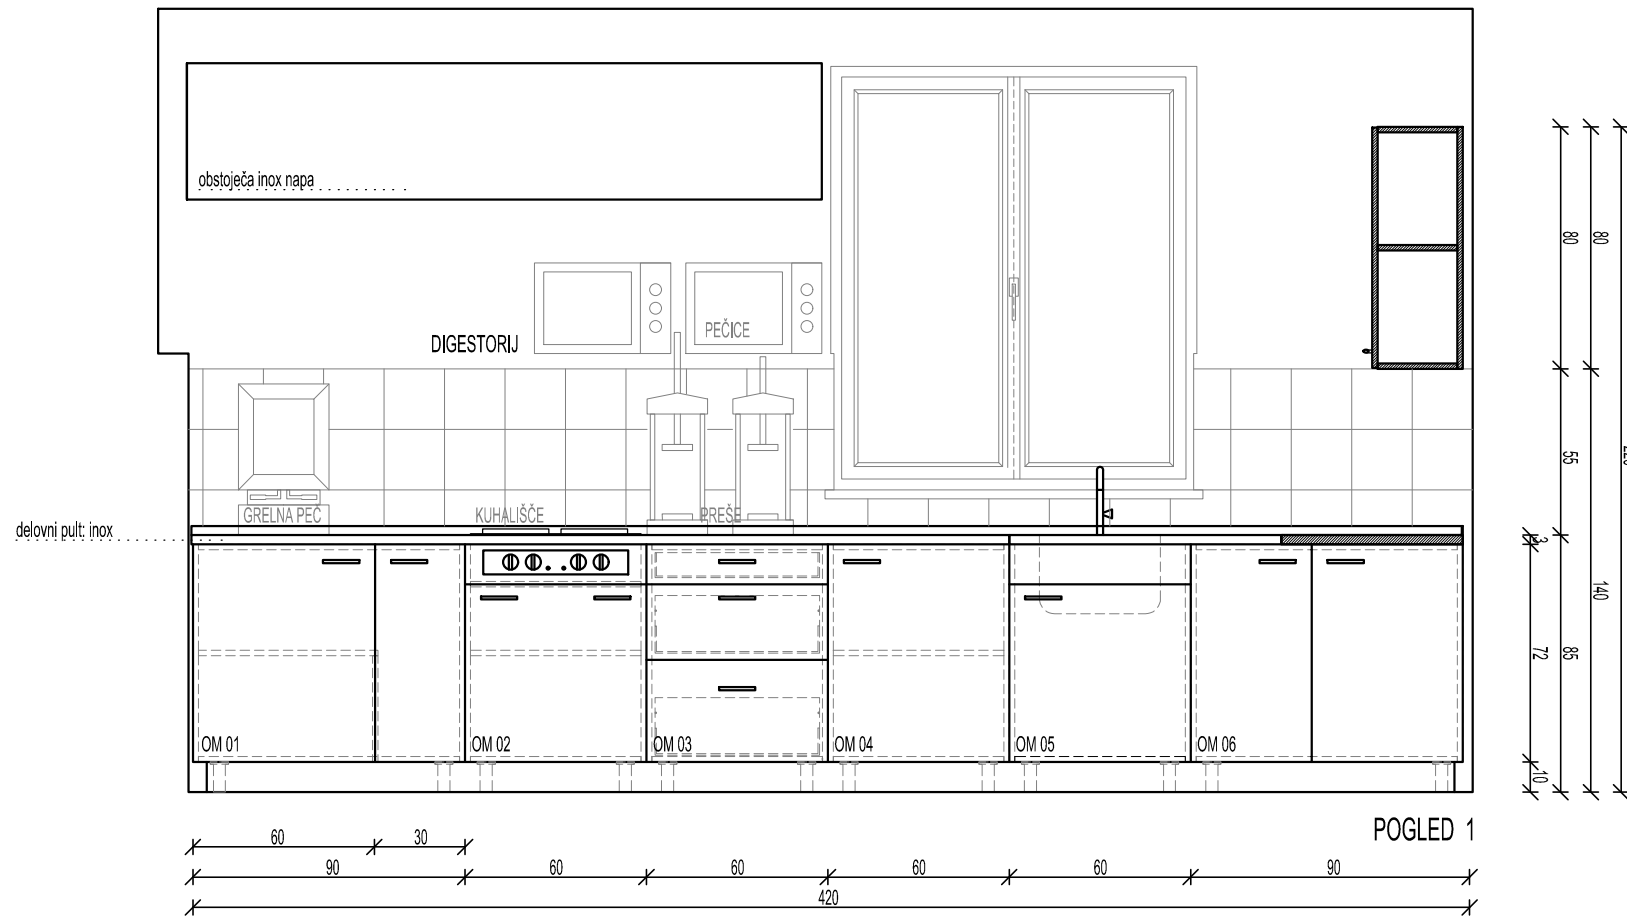 obstoječa inox napa
DIGESTORIJ
PEČICE
GRELNA PEČ
KUHALIŠČE
PREŠE
delovni pult: inox
OM 01
OM 02
OM 03
OM 04
OM 05
OM 06
80
80
55
3
140
72
85
10
POGLED 1
60
30
90
60
60
60
60
90
420